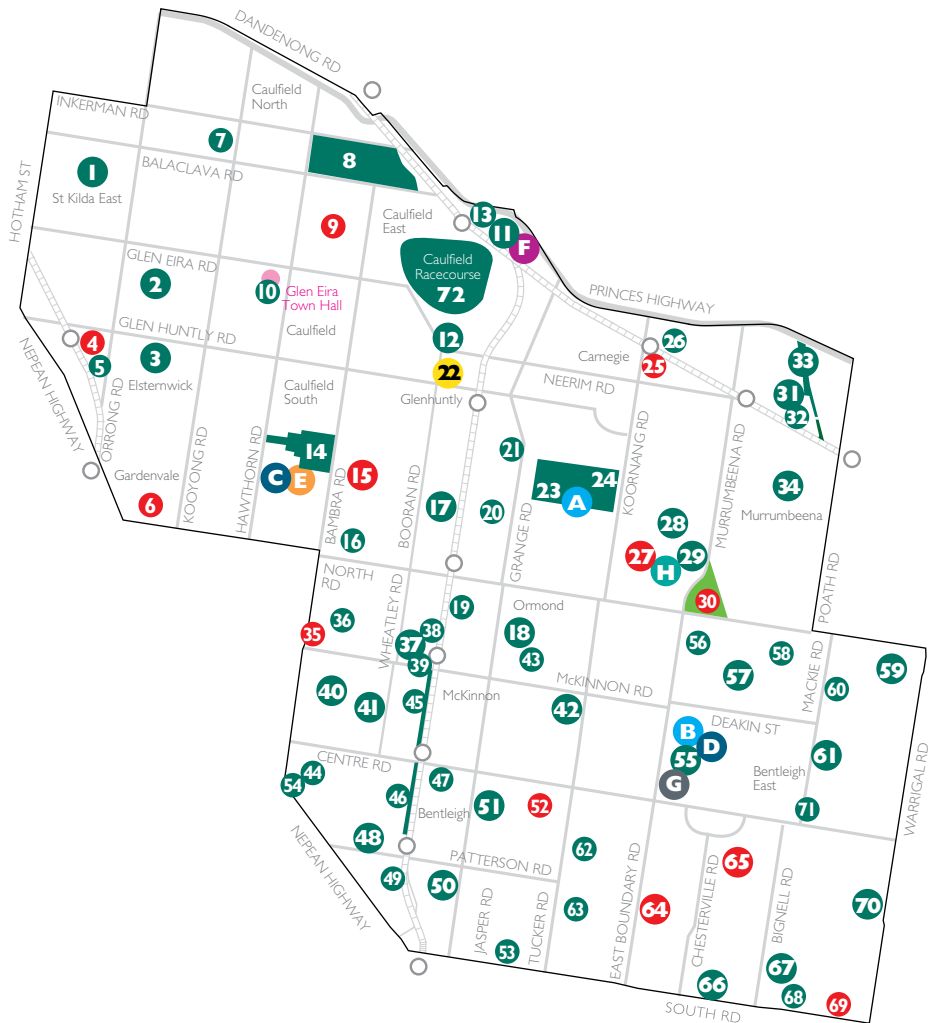 DANDENONG RD
Caulfield
North
INKERMAN RD
7
8
BALACLAVA RD
1
St Kilda East
HOTHAM ST
9
Caulfield
East
13
11
F
GLEN EIRA RD
2
10
Glen Eira
Town Hall
Caulfield
Racecourse
72
PRINCES HIGHWAY
GLEN HUNTLY RD
Caulfield
12
26
4
5
3
Elsternwick
Carnegie
25
33
NEPEAN HIGHWAY
ORRONG RD
Caulfield
South
22
Glenhuntly
NEERIM RD
31
32
KOOYONG RD
HAWTHORN RD
14
21
KOORNANG RD
MURRUMBEENA RD
Gardenvale
C
E
BAMBRA RD
15
BOORAN RD
23
24
A
34
Murrumbeena
6
17
20
GRANGE RD
28
16
27
H
29
POATH RD
NORTH
RD
WHEATLEY RD
19
Ormond
30
35
36
37
38
18
56
58
MACKIE RD
39
43
57
59
40
41
45
McKinnon
McKINNON RD
60
42
DEAKIN ST
B
D
55
61
CENTRE RD
G
Bentleigh
East
WARRIGAL RD
54
44
47
46
Bentleigh
51
52
71
48
62
NEPEAN HIGHWAY
PATTERSON RD
65
49
50
EAST BOUNDARY RD
CHESTERVILLE RD
BIGNELL RD
JASPER RD
TUCKER RD
63
64
70
53
66
67
68
69
SOUTH RD